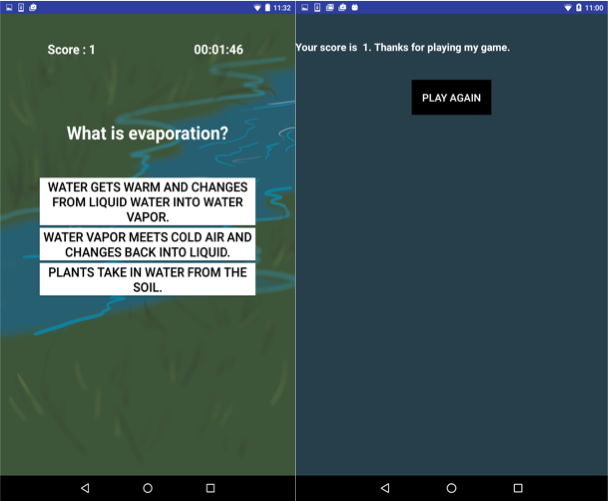 11:32
Score : 1
00:01:46
What is evaporation?
WATER GETS WARM AND CHANGES
FROM LIQUID WATER INTO WATER
VAPOR.
WATER VAPOR MEETS COLD AIR AND
CHANGES BACK INTO LIQUID.
PLANTS TAKE IN WATER FROM THE
SOIL.
11:00
Your score is 1. Thanks for playing my game.
PLAY AGAIN